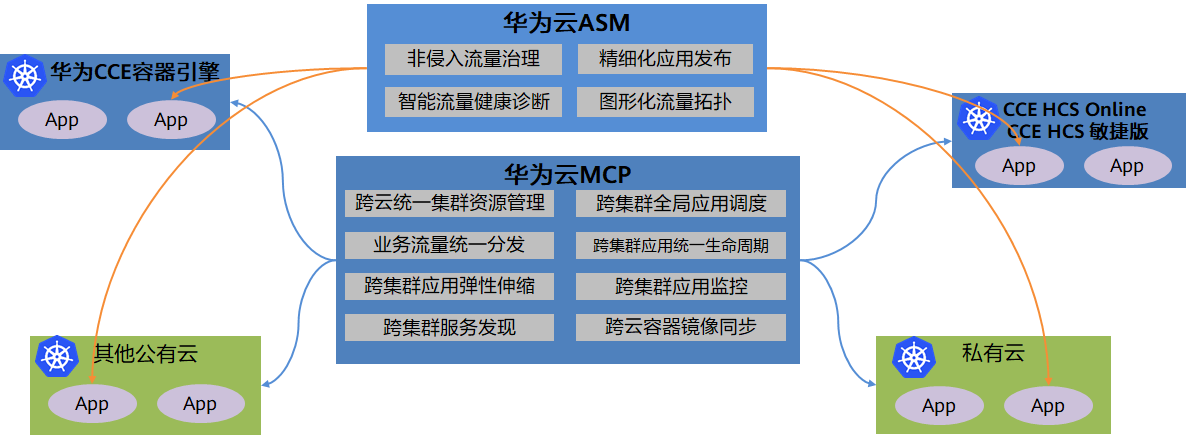 华为云ASM
非侵入流量治理
精细化应用发布
智能流量健康诊断
图形化流量拓扑
华为CCE容器引擎
App
App
CCE HCS Online
CCE HCS 敏捷版
App
App
华为云MCP
跨云统一集群资源管理
跨集群全局应用调度
业务流量统一分发
跨集群应用统一生命周期
跨集群应用弹性伸缩
跨集群应用监控
跨集群服务发现
跨云容器镜像同步
其他公有云
App
App
私有云
App
App